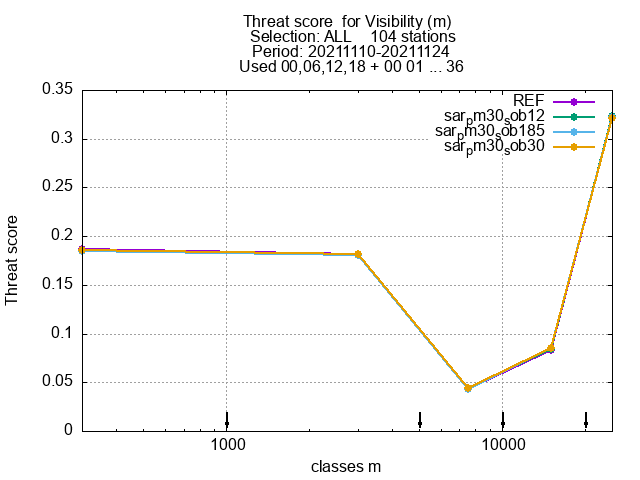 Threat score  for Visibility (m)
Selection: ALL    104 stations
Period: 20211110-20211124
Used 00,06,12,18 + 00 01 ... 36
REF
sar_pm30_sob12
sar_pm30_sob185
sar_pm30_sob30
0.35
0.3
0.25
0.2
0.15
0.1
0.05
0
Threat score
1000
10000
classes m